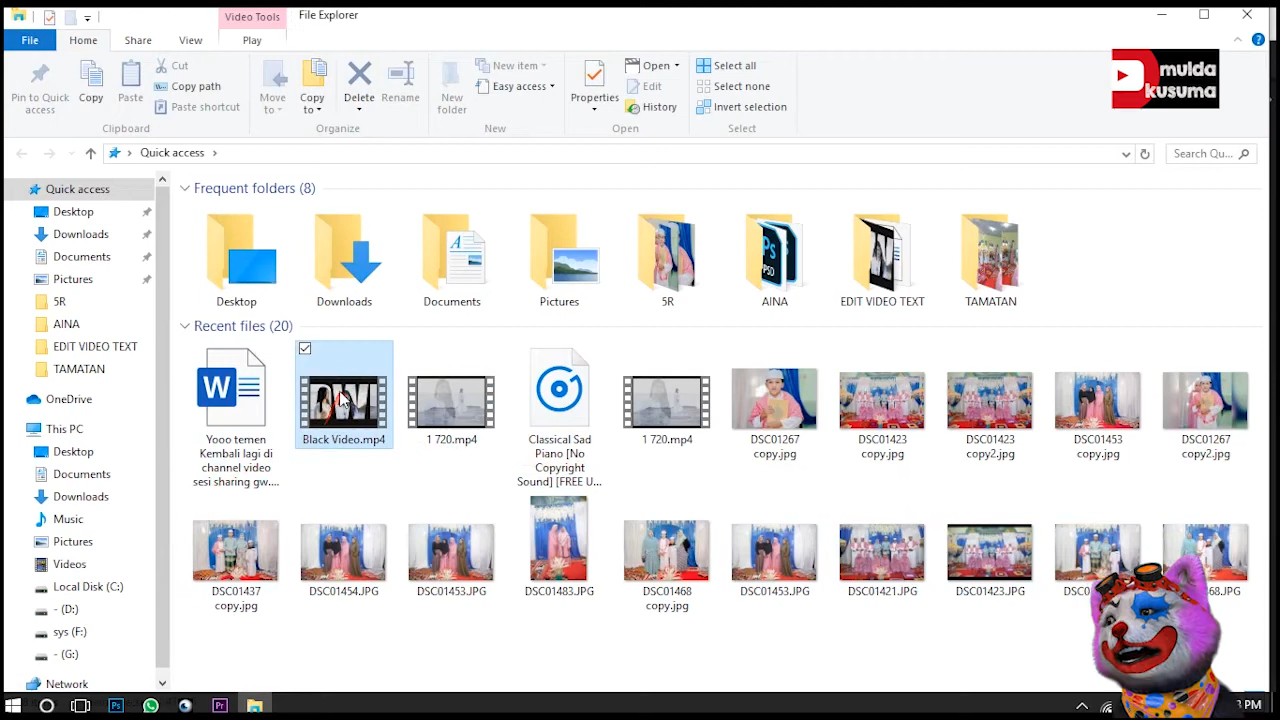 Video Tools
File Explorer
File
Home
Share
View
Play
Pin to Quick access
Copy
Paste
Cut
Copy path
Paste shortcut
Clipboard
Move to
Copy to
Delete
Rename
Organize
New folder
New item
Easy access
New
Properties
Open
Edit
History
Open
Select all
Select none
Invert selection
Select
mulda
kusuma
Quick access
Search Qu...
Quick access
Desktop
Downloads
Documents
Pictures
5R
AINA
EDIT VIDEO TEXT
TAMATAN
OneDrive
This PC
Desktop
Documents
Downloads
Music
Pictures
Videos
Local Disk (C:)
- (D:)
sys (F:)
- (G:)
Network
Frequent folders (8)
Desktop
Downloads
Documents
Pictures
5R
Ps
PSD
AINA
EDIT VIDEO TEXT
TAMATAN
Recent files (20)
W
Yooo temen
Kembali lagi di
channel video
sesi sharing gw....
Black Video.mp4
1 720.mp4
Classical Sad
Piano [No
Copyright
Sound] [FREE U...
1 720.mp4
DSC01267
copy.jpg
DSC01423
copy.jpg
DSC01423
copy2.jpg
DSC01453
copy.jpg
DSC01267
copy2.jpg
DSC01437
copy.jpg
DSC01454.JPG
DSC01453.JPG
DSC01483.JPG
DSC01468
copy.jpg
DSC01453.JPG
DSC01421.JPG
DSC01423.JPG
Ps
Pr
PM